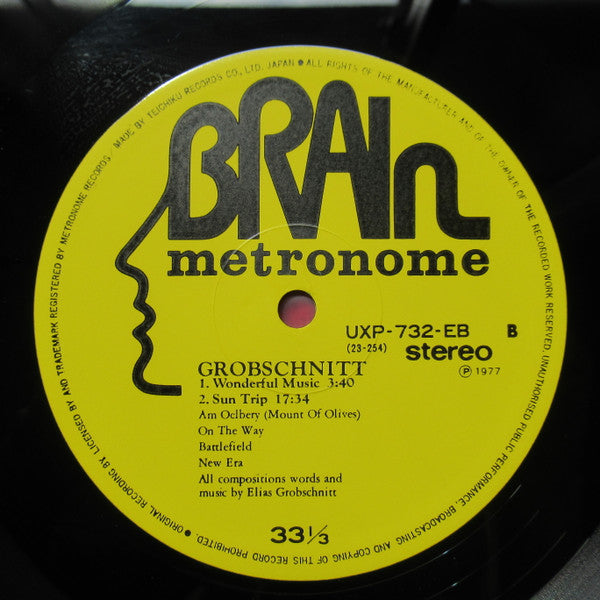 BRAIN
metronome
UXP-732-EB B
(23-254) stereo
Ⓟ 1977
GROBSCHNITT
1. Wonderful Music 3:40
2. Sun Trip 17:34
Am Oelbery (Mount Of Olives)
On The Way
Battlefield
New Era
All compositions words and
music by Elias Grobschnitt
33⅓
• ORIGINAL RECORDING BY LICENSED BY AND TRADEMARK REGISTERED BY METRONOME RECORDS · MADE BY TEICHIKU RECORDS CO., LTD. JAPAN • ALL RIGHTS OF THE MANUFACTURER AND OF THE OWNER OF THE RECORDED WORK RESERVED. UNAUTHORISED PUBLIC PERFORMANCE, BROADCASTING AND COPYING OF THIS RECORD PROHIBITED.